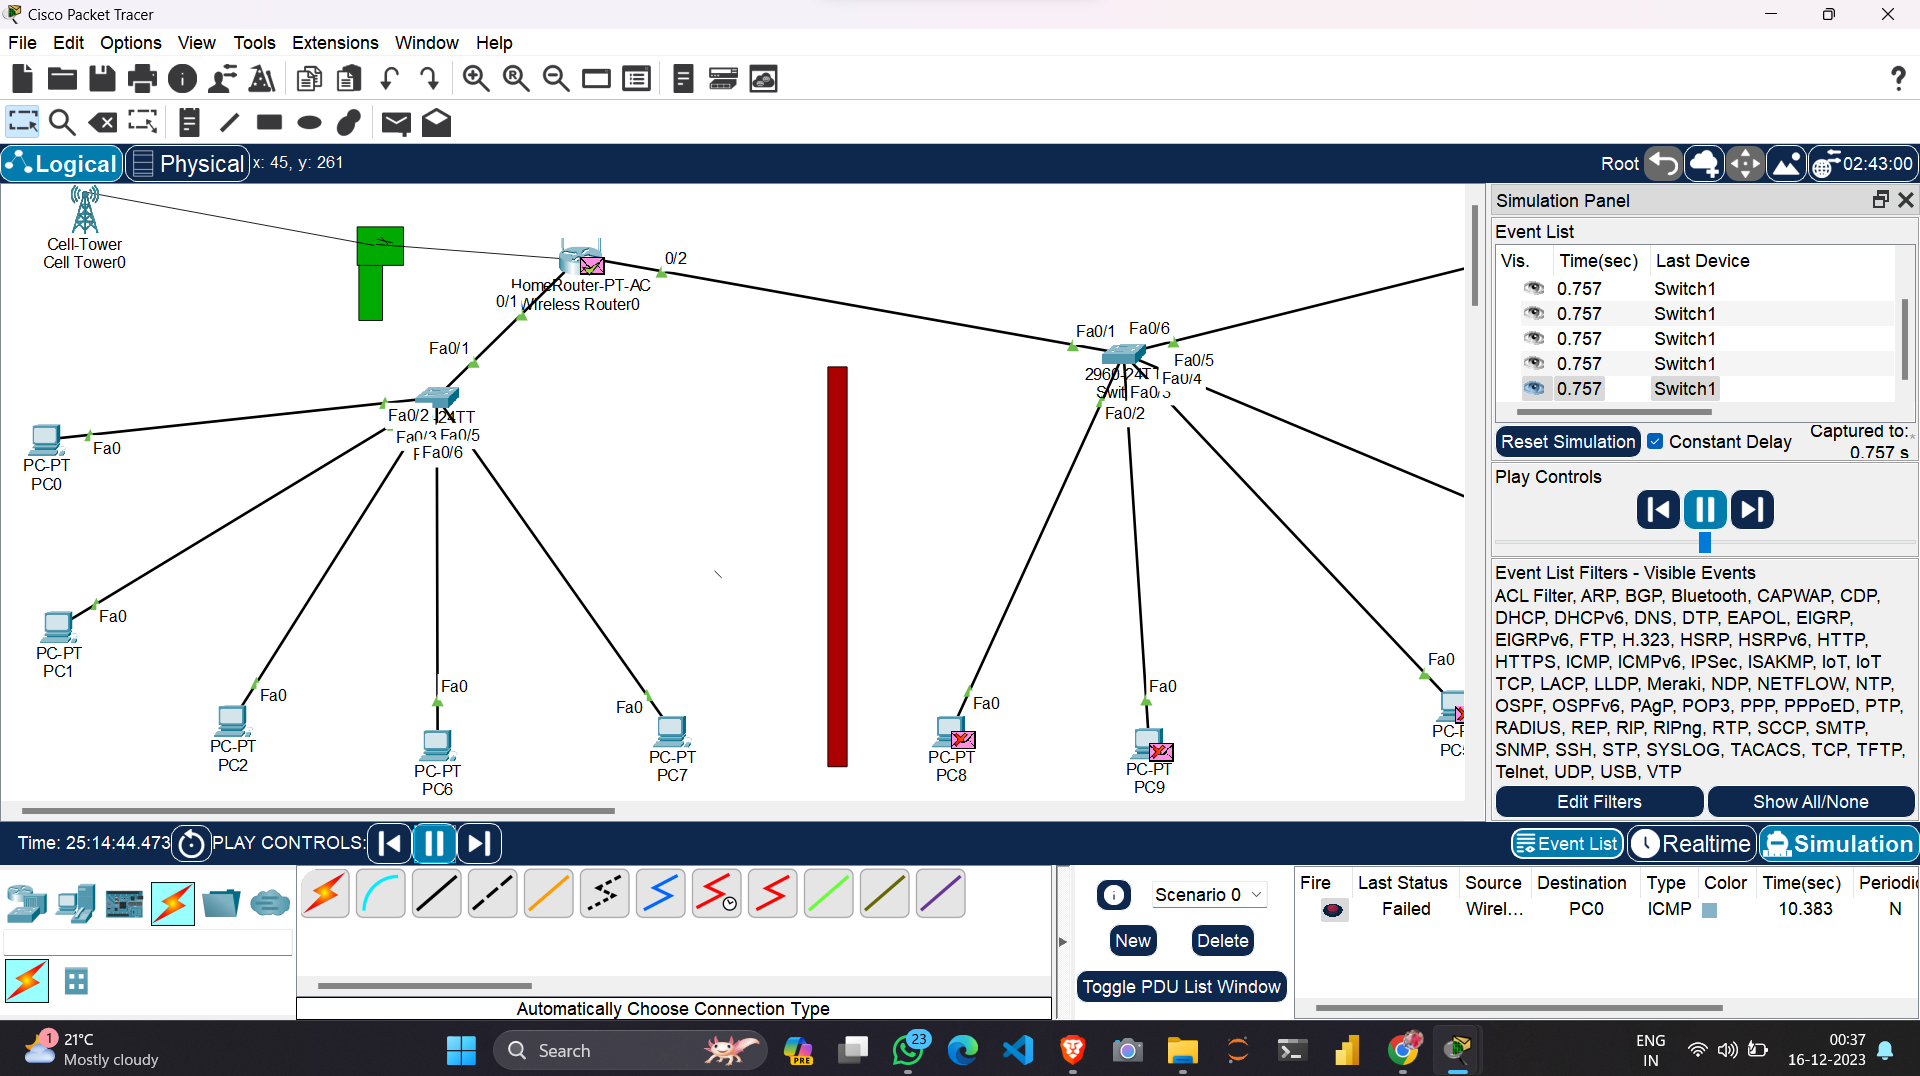 Cisco Packet Tracer
File Edit Options View Tools Extensions Window Help
Logical Physical x: 45, y: 261
Root 02:43:00
Cell-Tower
Cell Tower0
0/2
HomeRouter-PT-AC
0/1 Wireless Router0
Fa0/1
Fa0/2 -24TT
Fa0/3 Fa0/5
Fa0/6
Fa0
PC-PT
PC0
Fa0
PC-PT
PC1
Fa0
PC-PT
PC2
Fa0
PC-PT
PC6
Fa0
PC-PT
PC7
Fa0/1 Fa0/6
Fa0/5
2960-24TT Fa0/4
Swit Fa0/3
Fa0/2
Fa0
PC-PT
PC8
Fa0
PC-PT
PC9
Fa0
Simulation Panel
Event List
Vis. Time(sec) Last Device
0.757 Switch1
0.757 Switch1
0.757 Switch1
0.757 Switch1
0.757 Switch1
Reset Simulation Constant Delay Captured to:
0.757 s
Play Controls
Event List Filters - Visible Events
ACL Filter, ARP, BGP, Bluetooth, CAPWAP, CDP,
DHCP, DHCPv6, DNS, DTP, EAPOL, EIGRP,
EIGRPv6, FTP, H.323, HSRP, HSRPv6, HTTP,
HTTPS, ICMP, ICMPv6, IPSec, ISAKMP, IoT, IoT
TCP, LACP, LLDP, Meraki, NDP, NETFLOW, NTP,
OSPF, OSPFv6, PAgP, POP3, PPP, PPPoED, PTP,
RADIUS, REP, RIP, RIPng, RTP, SCCP, SMTP,
SNMP, SSH, STP, SYSLOG, TACACS, TCP, TFTP,
Telnet, UDP, USB, VTP
Edit Filters Show All/None
Time: 25:14:44.473 PLAY CONTROLS:
Event List Realtime Simulation
Automatically Choose Connection Type
Scenario 0
New Delete
Toggle PDU List Window
Fire Last Status Source Destination Type Color Time(sec) Periodic
Failed Wirel... PC0 ICMP 10.383 N
1 21°C
Mostly cloudy
Search
PRE
23
ENG
IN
00:37
16-12-2023